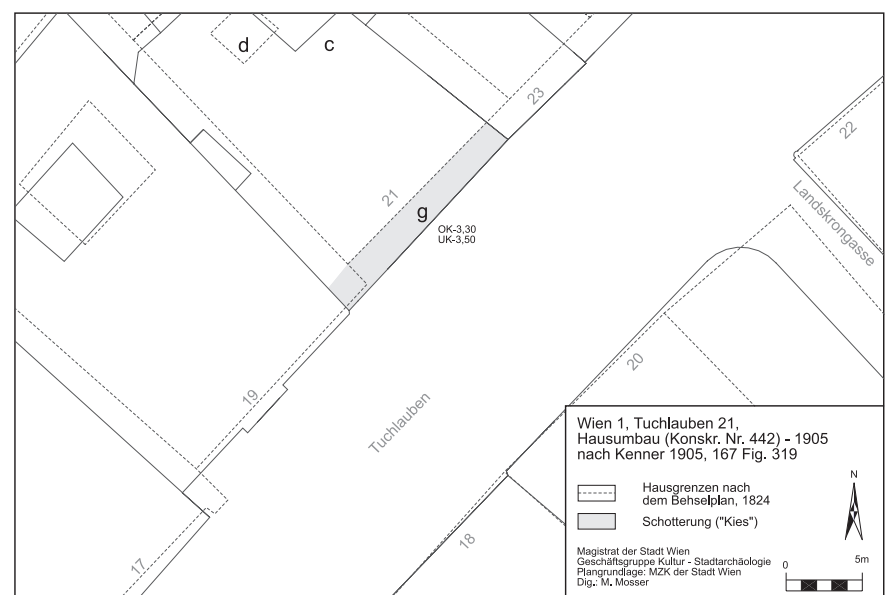 d
c
23
22
21
g
OK-3,30
UK-3,50
Landskrongasse
20
19
Tuchlauben
18
17
Wien 1, Tuchlauben 21,
Hausumbau (Konskr. Nr. 442) - 1905
nach Kenner 1905, 167 Fig. 319
Hausgrenzen nach
dem Behselplan, 1824
Schotterung ("Kies")
N
Magistrat der Stadt Wien
Geschäftsgruppe Kultur - Stadtarchäologie
Plangrundlage: MZK der Stadt Wien
Dig.: M. Mosser
0 5m